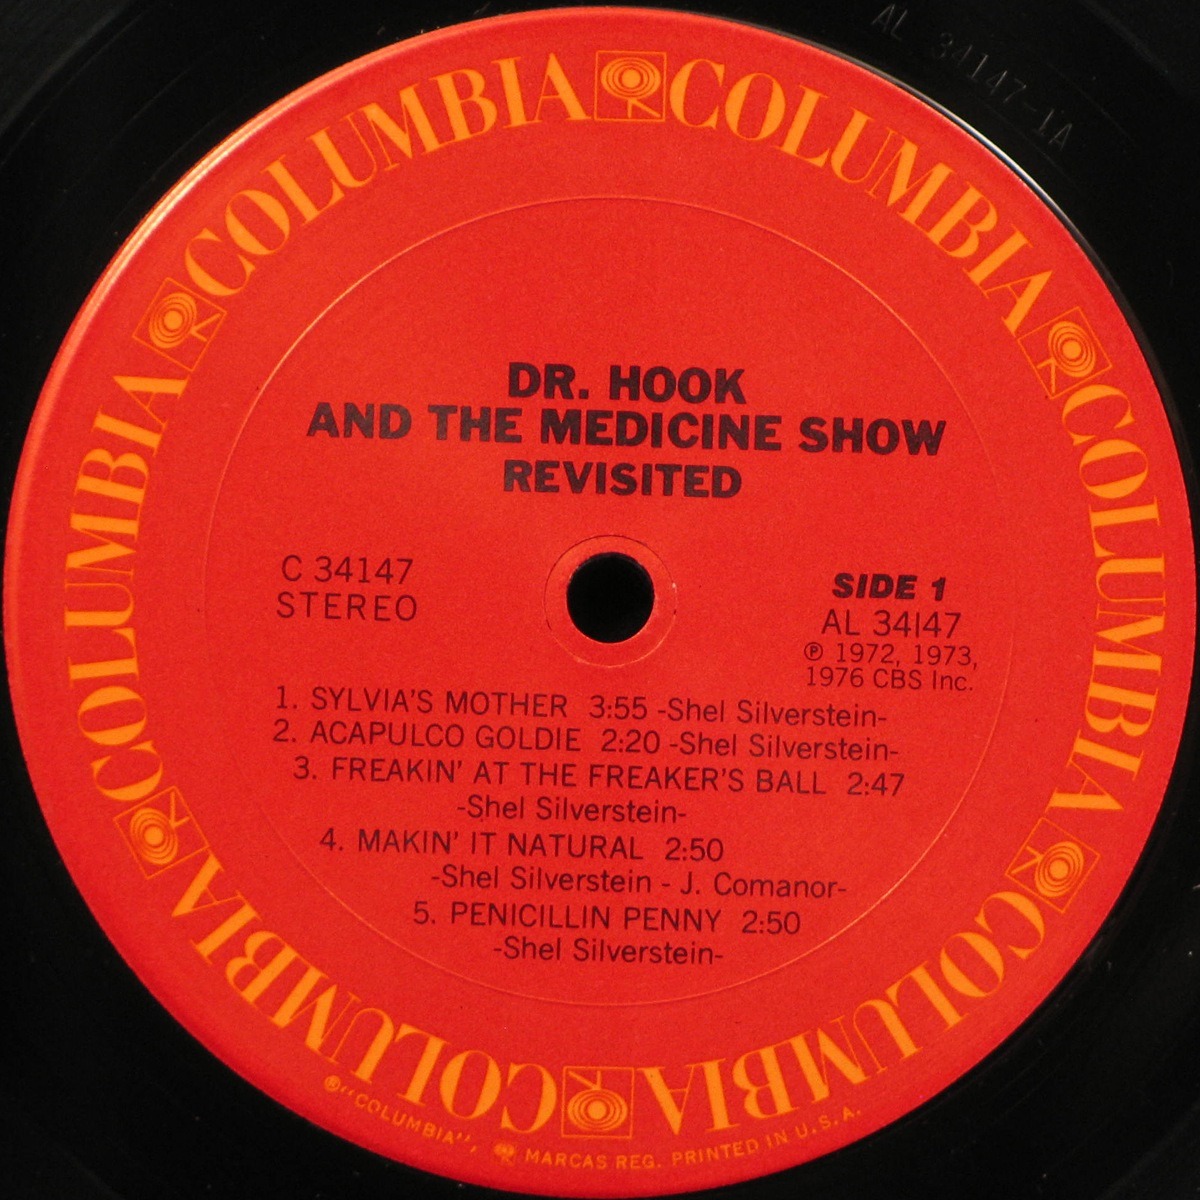 AL 34147-1A
COLUMBIA COLUMBIA COLUMBIA COLUMBIA COLUMBIA COLUMBIA
DR. HOOK
AND THE MEDICINE SHOW
REVISITED
C 34147
STEREO
SIDE 1
AL 34147
℗ 1972, 1973,
1976 CBS Inc.
1. SYLVIA'S MOTHER 3:55 -Shel Silverstein-
2. ACAPULCO GOLDIE 2:20 -Shel Silverstein-
3. FREAKIN' AT THE FREAKER'S BALL 2:47
-Shel Silverstein-
4. MAKIN' IT NATURAL 2:50
-Shel Silverstein - J. Comanor-
5. PENICILLIN PENNY 2:50
-Shel Silverstein-
®"COLUMBIA", MARCAS REG. PRINTED IN U.S.A.